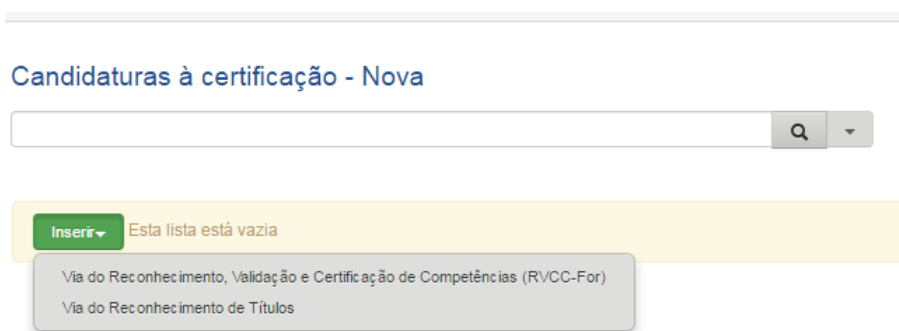 Candidaturas à certificação - Nova
Inserir Esta lista está vazia
Via do Reconhecimento, Validação e Certificação de Competências (RVCC-For)
Via do Reconhecimento de Títulos